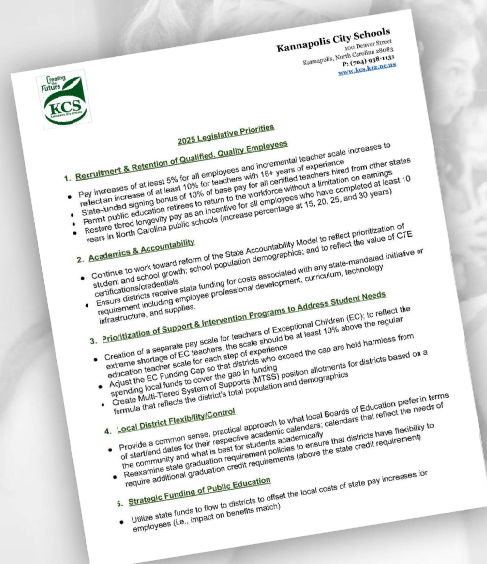 Creating
the
Future
KCS
Kannapolis City Schools
100 Denver Street
Kannapolis, North Carolina 28083
P: (704) 938-1131
www.kcs.k12.nc.us
2025 Legislative Priorities
1. Recruitment & Retention of Qualified, Quality Employees
• Pay increases of at least 5% for all employees and incremental teacher scale increases to
reflect an increase of at least 10% for teachers with 16+ years of experience
• State-funded signing bonus of 10% of base pay for all certified teachers hired from other states
• Permit public education retirees to return to the workforce without a limitation on earnings
• Restore tiered longevity pay as an incentive for all employees who have completed at least 10
years in North Carolina public schools (increase percentage at 15, 20, 25, and 30 years)
2. Academics & Accountability
• Continue to work toward reform of the State Accountability Model to reflect prioritization of
student and school growth; school population demographics; and to reflect the value of CTE
certifications/credentials
• Ensure districts receive state funding for costs associated with any state-mandated initiative or
requirement including employee professional development, curriculum, technology
infrastructure, and supplies.
3. Prioritization of Support & Intervention Programs to Address Student Needs
• Creation of a separate pay scale for teachers of Exceptional Children (EC); to reflect the
extreme shortage of EC teachers, the scale should be at least 10% above the regular
education teacher scale for each step of experience
• Adjust the EC Funding Cap so that districts who exceed the cap are held harmless from
spending local funds to cover the gap in funding
• Create Multi-Tiered System of Supports (MTSS) position allotments for districts based on a
formula that reflects the district's total population and demographics
4. Local District Flexibility/Control
• Provide a common sense, practical approach to what local Boards of Education prefer in terms
of start/end dates for their respective academic calendars; calendars that reflect the needs of
the community and what is best for students academically
• Reexamine state graduation requirement policies to ensure that districts have flexibility to
require additional graduation credit requirements (above the state credit requirement)
5. Strategic Funding of Public Education
• Utilize state funds to flow to districts to offset the local costs of state pay increases for
employees (i.e., impact on benefits match)